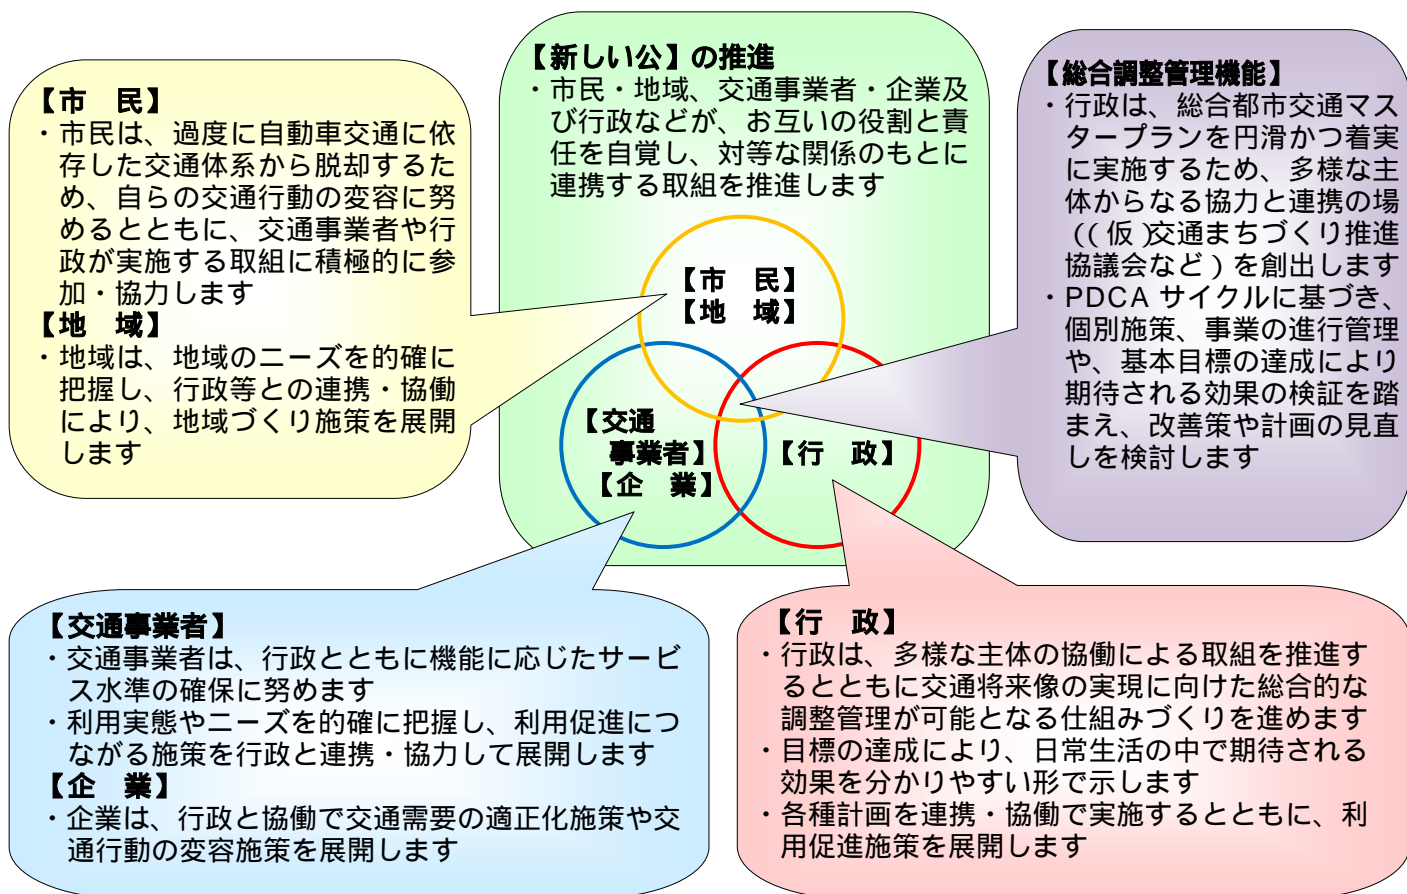 【新しい公】の推進
・市民・地域、交通事業者・企業及
び行政などが、お互いの役割と責
任を自覚し、対等な関係のもとに
連携する取組を推進します
【市　民】
・市民は、過度に自動車交通に依
存した交通体系から脱却するた
め、自らの交通行動の変容に努
めるとともに、交通事業者や行
政が実施する取組に積極的に参
加・協力します
【地　域】
・地域は、地域のニーズを的確に
把握し、行政等との連携・協働
により、地域づくり施策を展開
します
【総合調整管理機能】
・行政は、総合都市交通マス
タープランを円滑かつ着実
に実施するため、多様な主
体からなる協力と連携の場
((仮)交通まちづくり推進
協議会など)を創出します
・PDCA サイクルに基づき、
個別施策、事業の進行管理
や、基本目標の達成により
期待される効果の検証を踏
まえ、改善策や計画の見直
しを検討します
【市　民】
【地　域】
【交通
事業者】
【企　業】
【行　政】
【交通事業者】
・交通事業者は、行政とともに機能に応じたサービ
ス水準の確保に努めます
・利用実態やニーズを的確に把握し、利用促進につ
ながる施策を行政と連携・協力して展開します
【企　業】
・企業は、行政と協働で交通需要の適正化施策や交
通行動の変容施策を展開します
【行　政】
・行政は、多様な主体の協働による取組を推進す
るとともに交通将来像の実現に向けた総合的な
調整管理が可能となる仕組みづくりを進めます
・目標の達成により、日常生活の中で期待される
効果を分かりやすい形で示します
・各種計画を連携・協働で実施するとともに、利
用促進施策を展開します